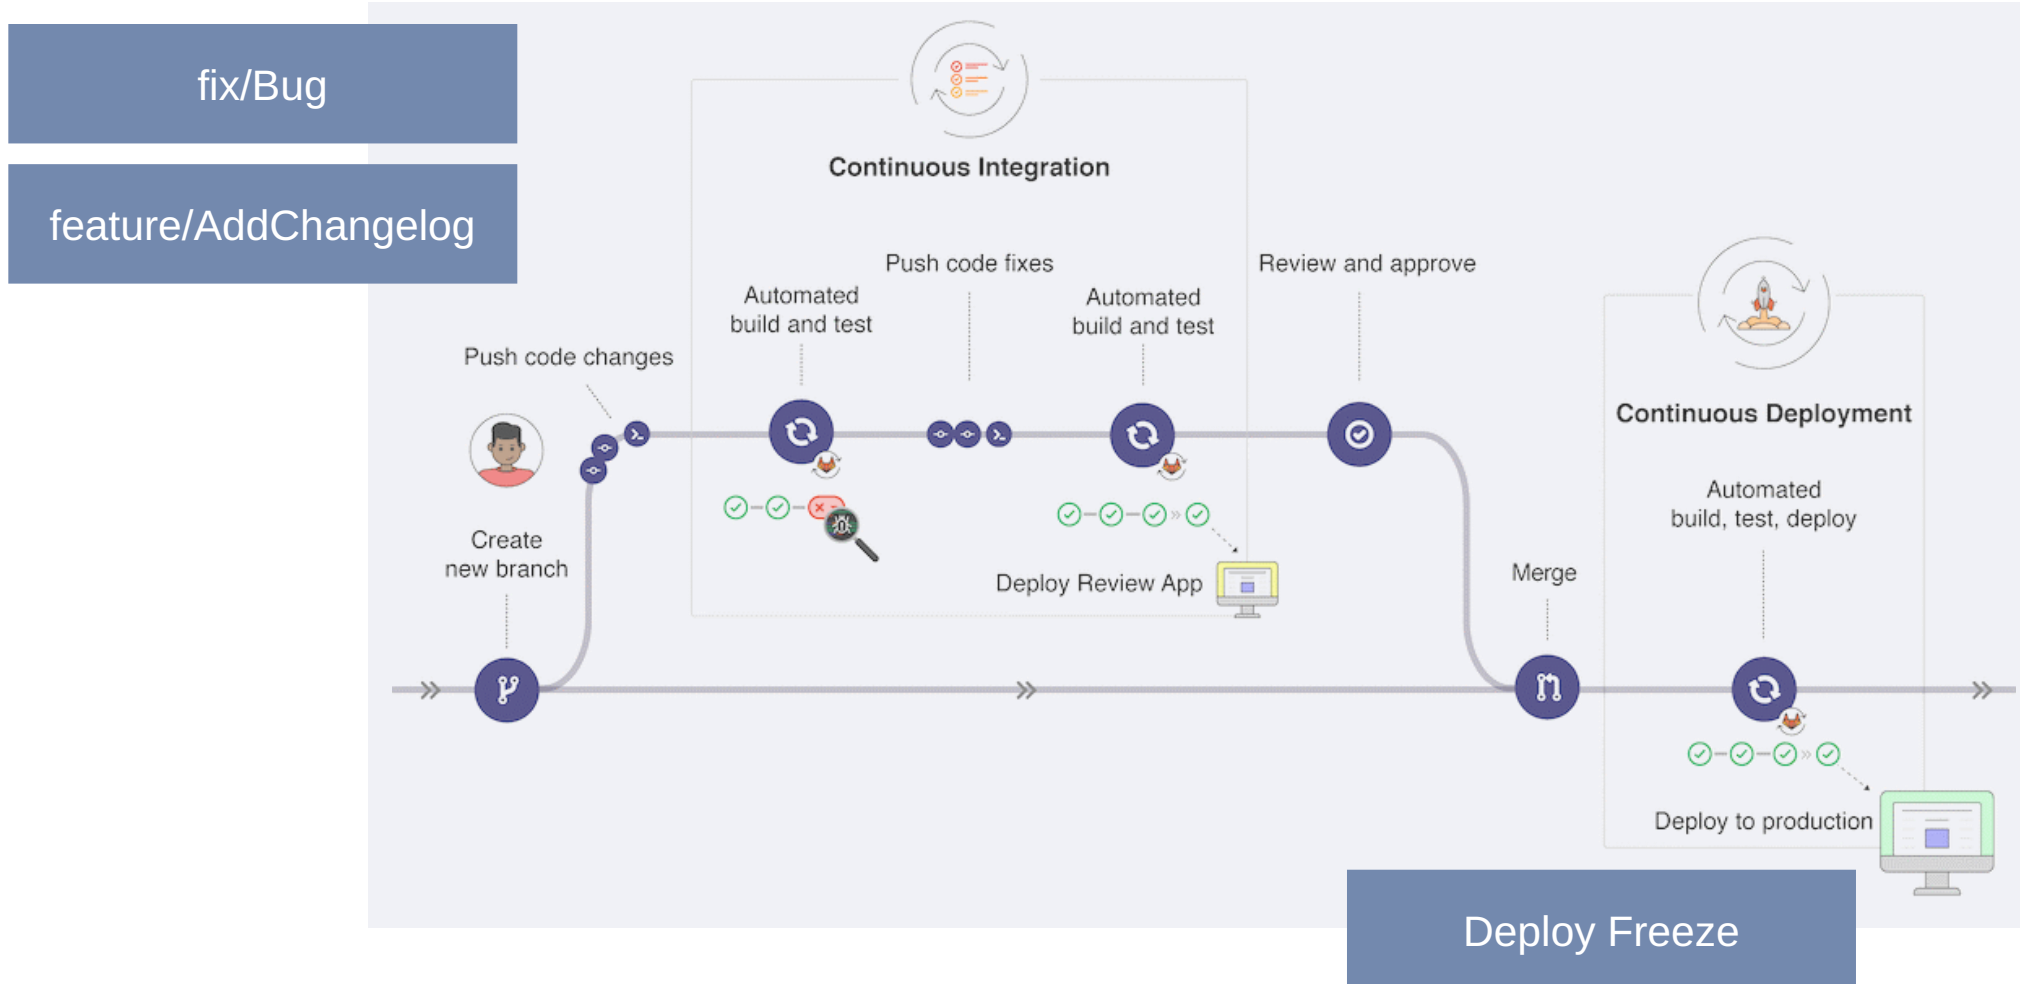 fix/Bug
feature/AddChangelog
Continuous Integration
Push code fixes
Review and approve
Automated
build and test
Automated
build and test
Push code changes
Continuous Deployment
Automated
build, test, deploy
Create
new branch
Deploy Review App
Merge
Deploy to production
Deploy Freeze